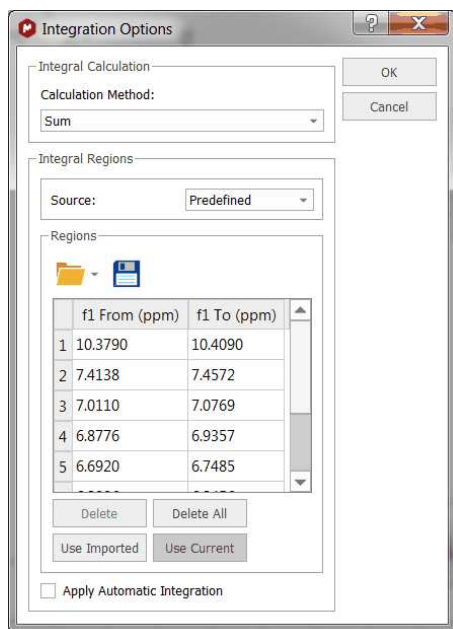 Integration Options
?
Integral Calculation
OK
Calculation Method:
Cancel
Sum
Integral Regions
Source: Predefined
Regions
f1 From (ppm) f1 To (ppm)
1 10.3790 10.4090
2 7.4138 7.4572
3 7.0110 7.0769
4 6.8776 6.9357
5 6.6920 6.7485
Delete Delete All
Use Imported Use Current
Apply Automatic Integration